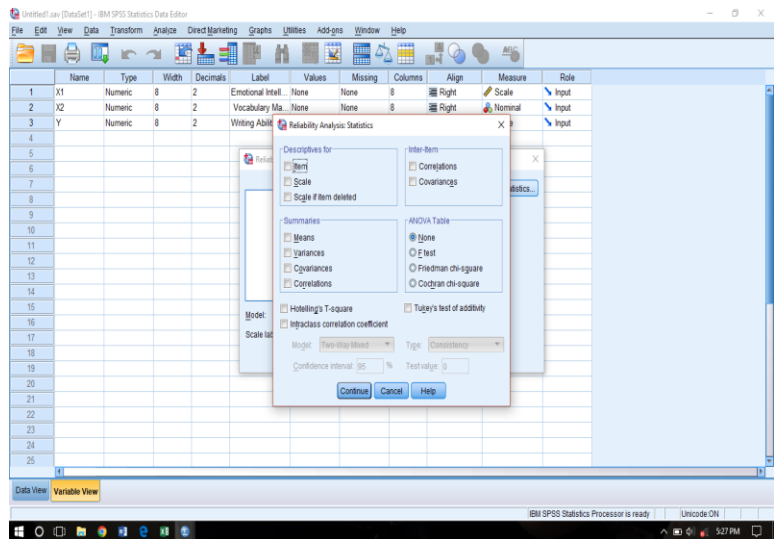 Untitled1.sav [DataSet1] - IBM SPSS Statistics Data Editor
File Edit View Data Transform Analyze Direct Marketing Graphs Utilities Add-ons Window Help
Name Type Width Decimals Label Values Missing Columns Align Measure Role
1 X1 Numeric 8 2 Emotional Intell... None None 8 Right Scale Input
2 X2 Numeric 8 2 Vocabulary Ma... None None 8 Right Nominal Input
3 Y Numeric 8 2 Writing Abilit Input
4
5
6
7
8
9
10
11
12
13
14
15
16
17
18
19
20
21
22
23
24
25
Reliab
Model:
Scale lab
Reliability Analysis: Statistics
Descriptives for
Item
Scale
Scale if item deleted
Inter-Item
Correlations
Covariances
Summaries
Means
Variances
Covariances
Correlations
ANOVA Table
None
F test
Friedman chi-square
Cochran chi-square
Hotelling's T-square
Tukey's test of additivity
Intraclass correlation coefficient
Model: Two-Way Mixed Type: Consistency
Confidence interval: 95 % Test value: 0
Continue Cancel Help
Data View Variable View
IBM SPSS Statistics Processor is ready Unicode:ON
5:27 PM